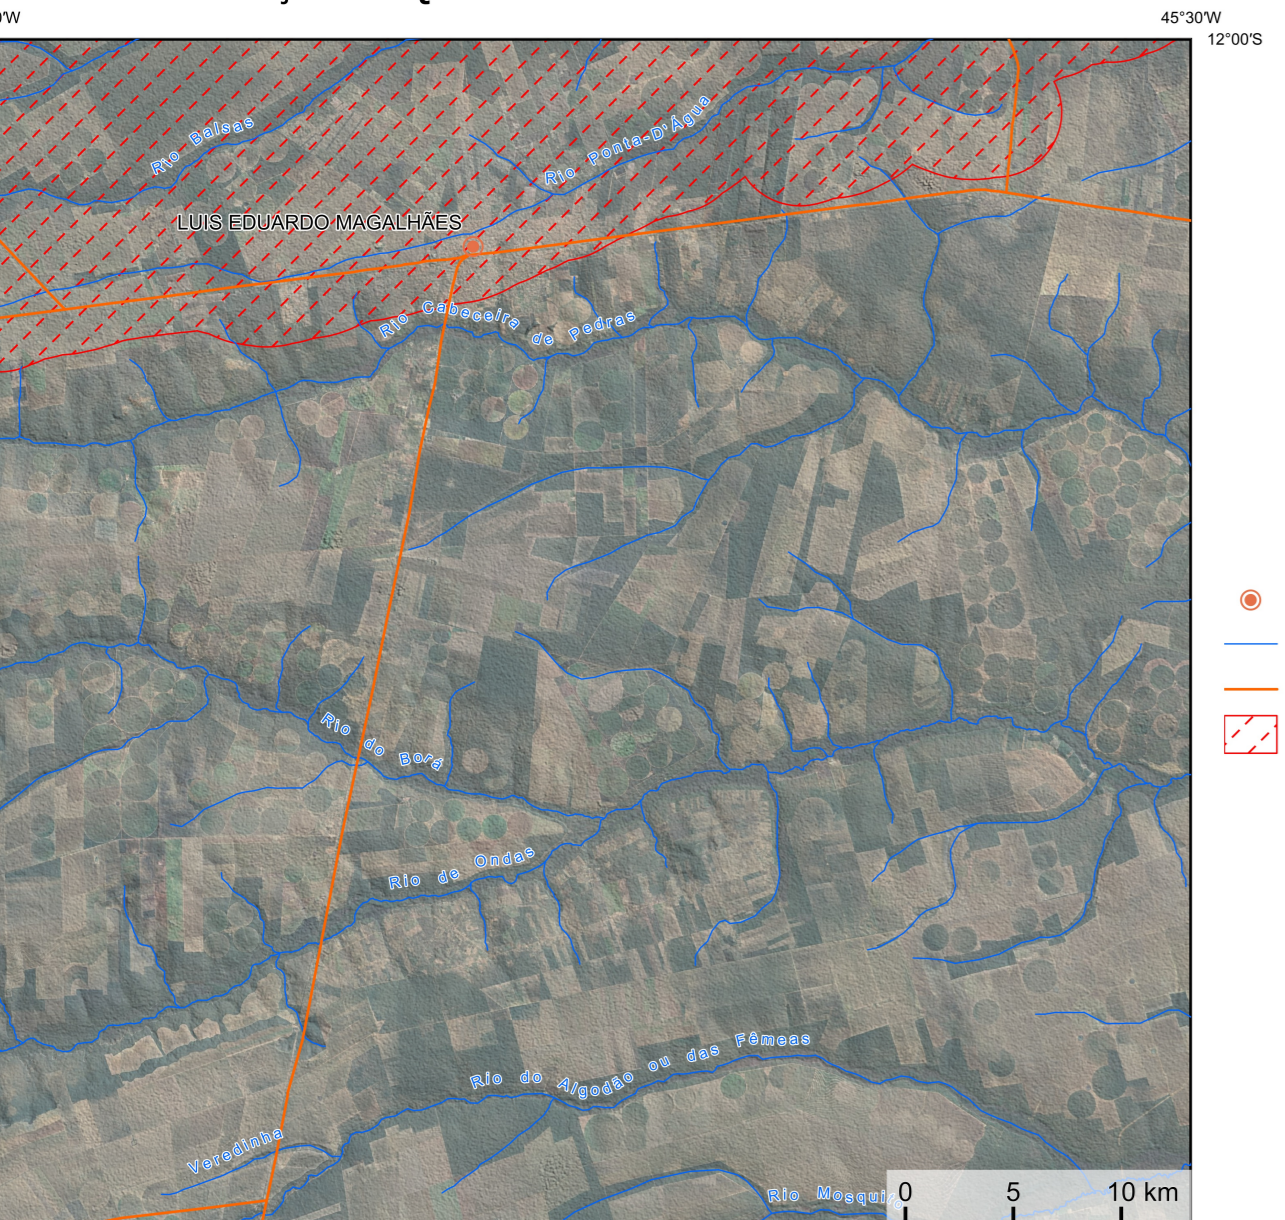 45°30'W
12°00'S
Rio Balsas
Rio Ponta-D'Água
LUIS EDUARDO MAGALHÃES
Rio Cabeceira de Pedras
Rio do Borá
Rio de Ondas
Rio do Algodão ou das Fêmeas
Veredinha
Rio
0 5 10 km